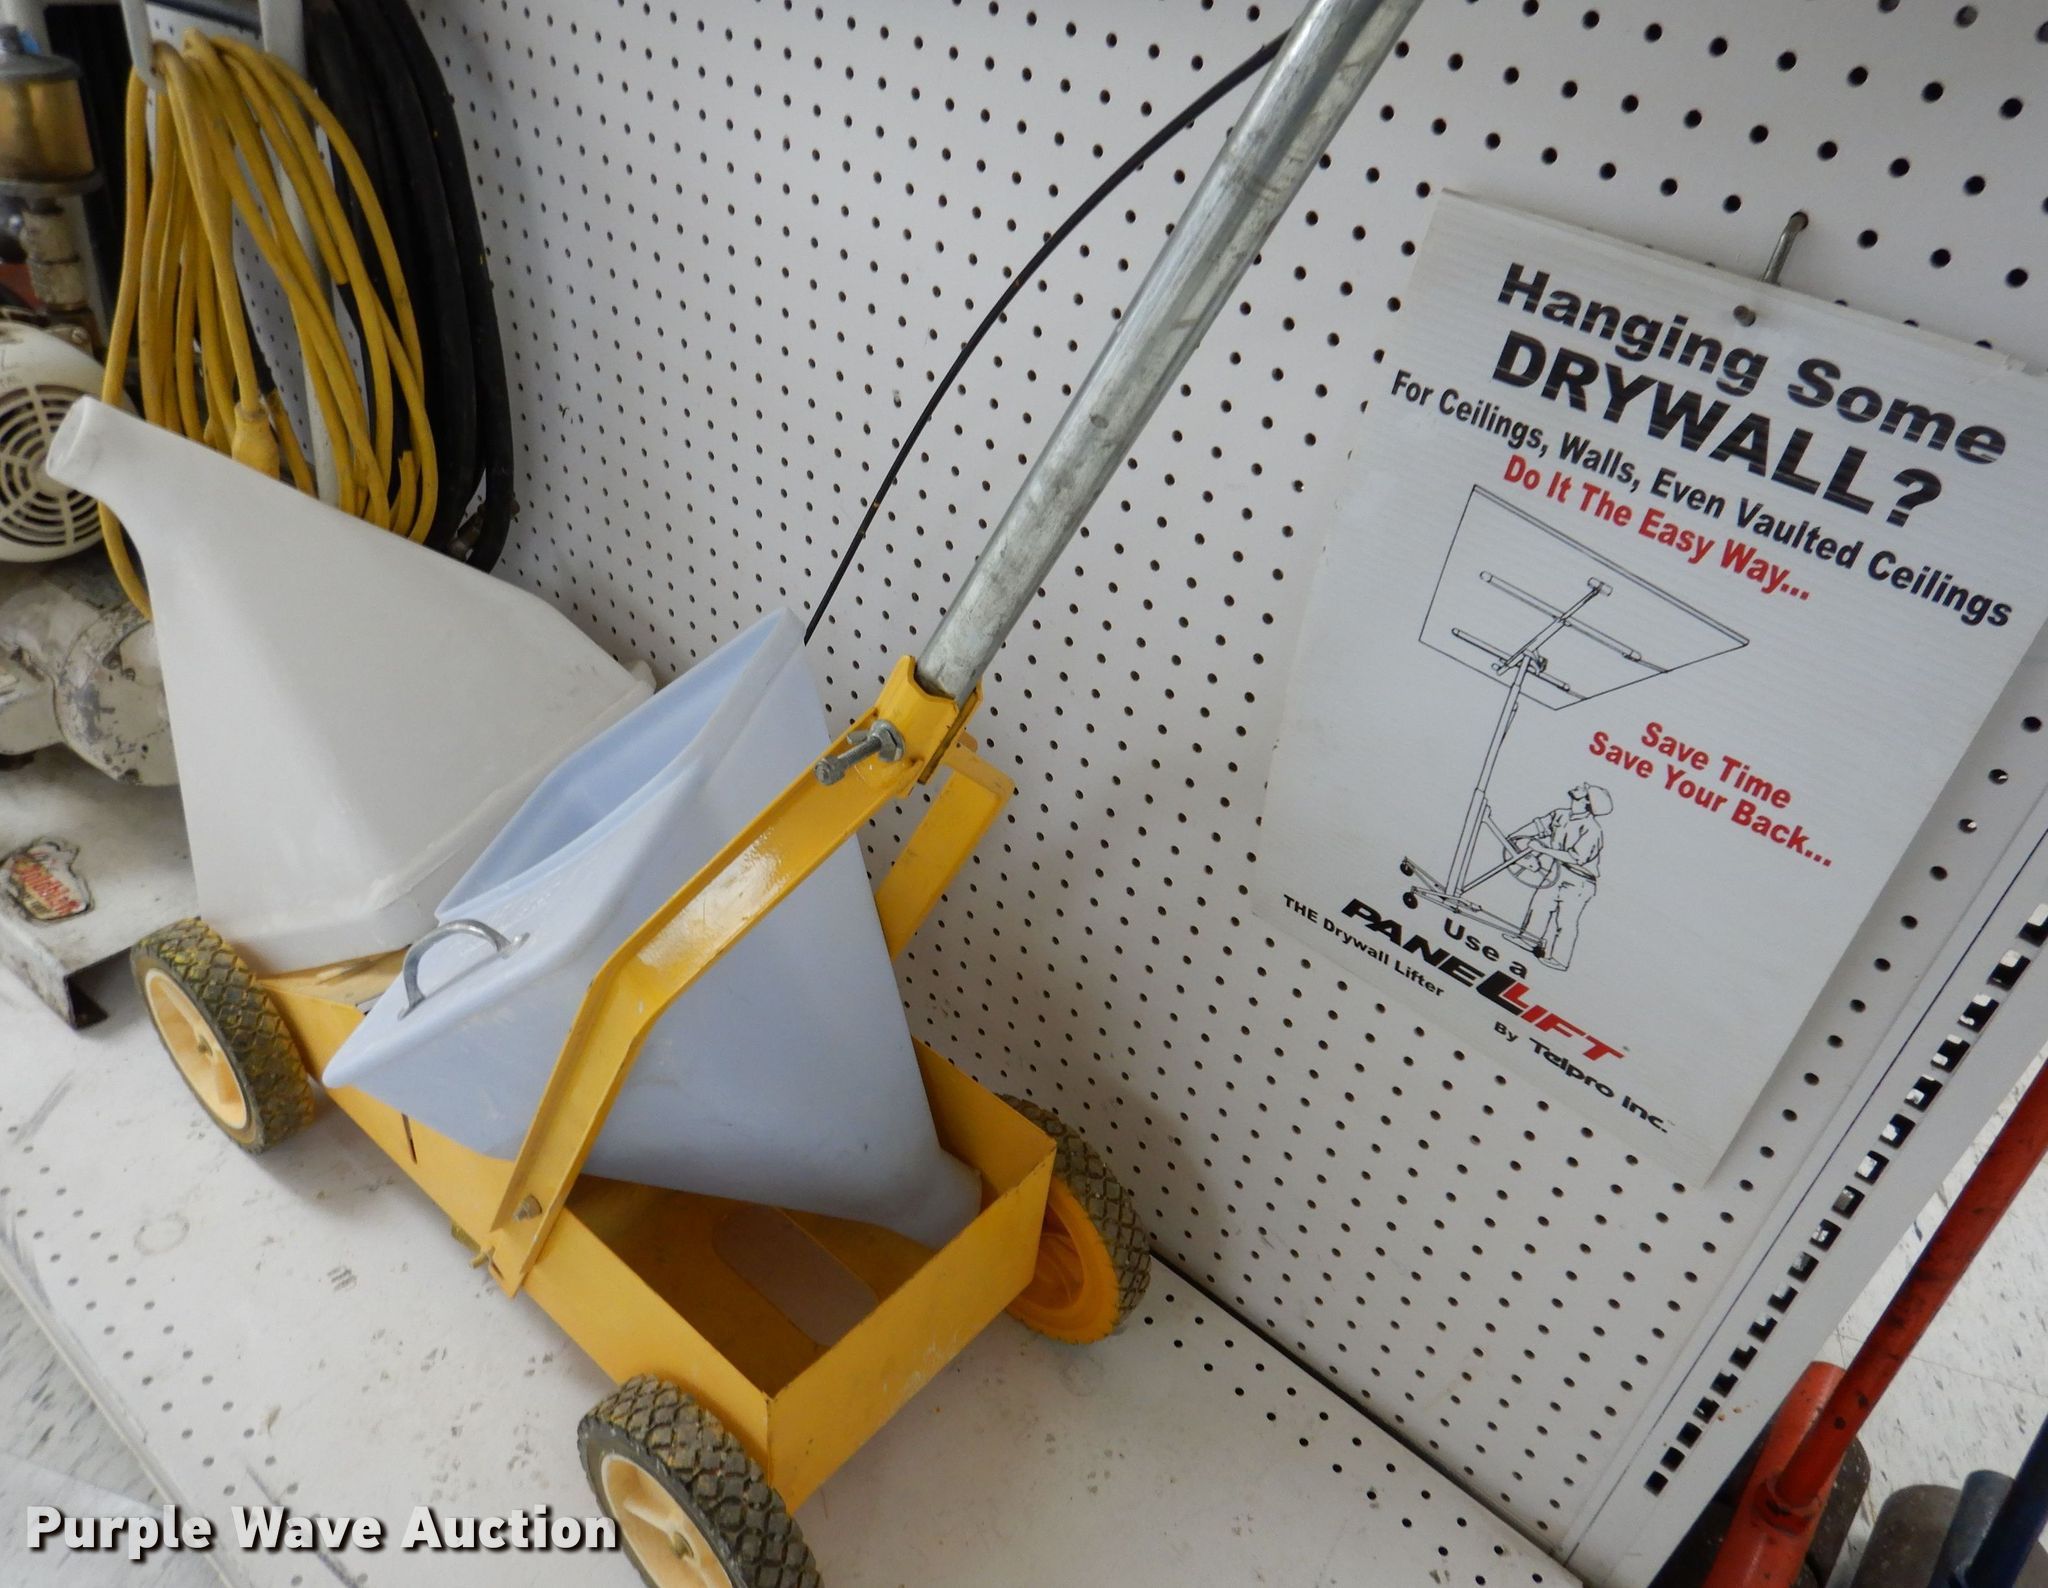 Hanging Some
DRYWALL?
For Ceilings, Walls, Even Vaulted Ceilings
Do It The Easy Way...
Save Time
Save Your Back...
Use a
PANELLIFT
THE Drywall Lifter
By Telpro Inc.
Purple Wave Auction